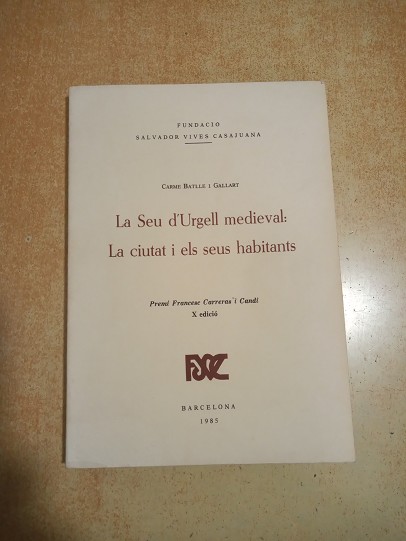 FUNDACIO
SALVADOR VIVES CASAJUANA
CARME BATLLE I GALLART
La Seu d'Urgell medieval:
La ciutat i els seus habitants
Premi Francesc Carreras i Candi
X edició
FSVC
BARCELONA
1985